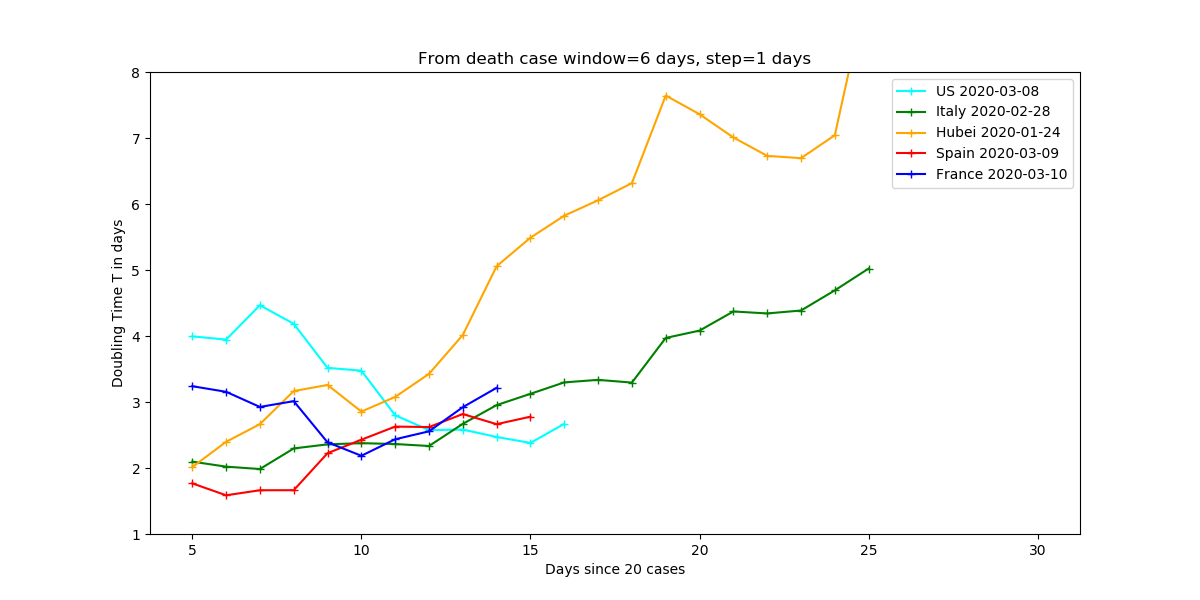 From death case window=6 days, step=1 days
8
7
6
5
4
3
2
1
Doubling Time T in days
US 2020-03-08
Italy 2020-02-28
Hubei 2020-01-24
Spain 2020-03-09
France 2020-03-10
5 10 15 20 25 30
Days since 20 cases